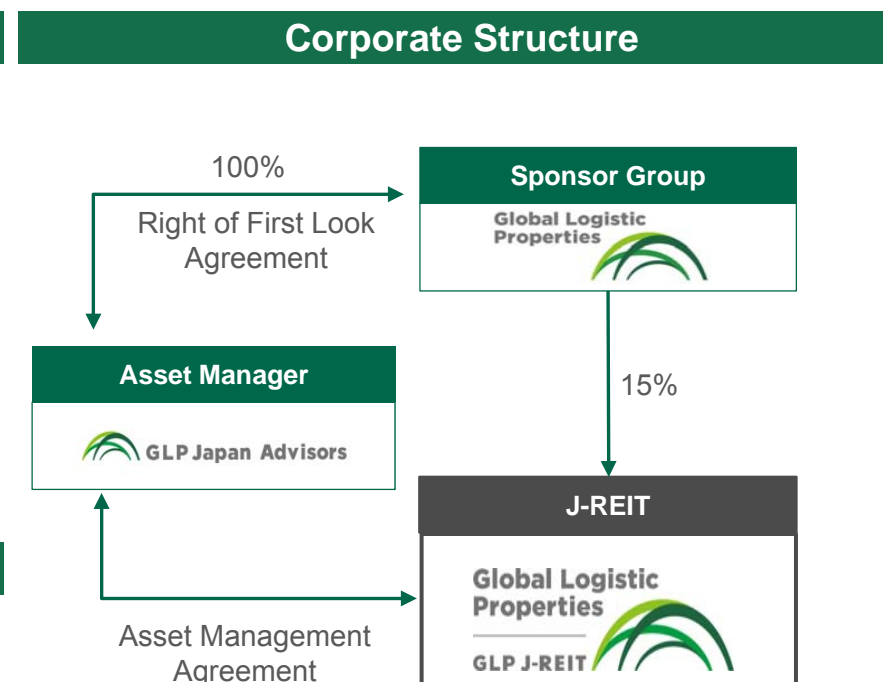 Corporate Structure
100%
Right of First Look
Agreement
Sponsor Group
Global Logistic
Properties
Asset Manager
GLP Japan Advisors
15%
J-REIT
Global Logistic
Properties
GLP J-REIT
Asset Management
Agreement